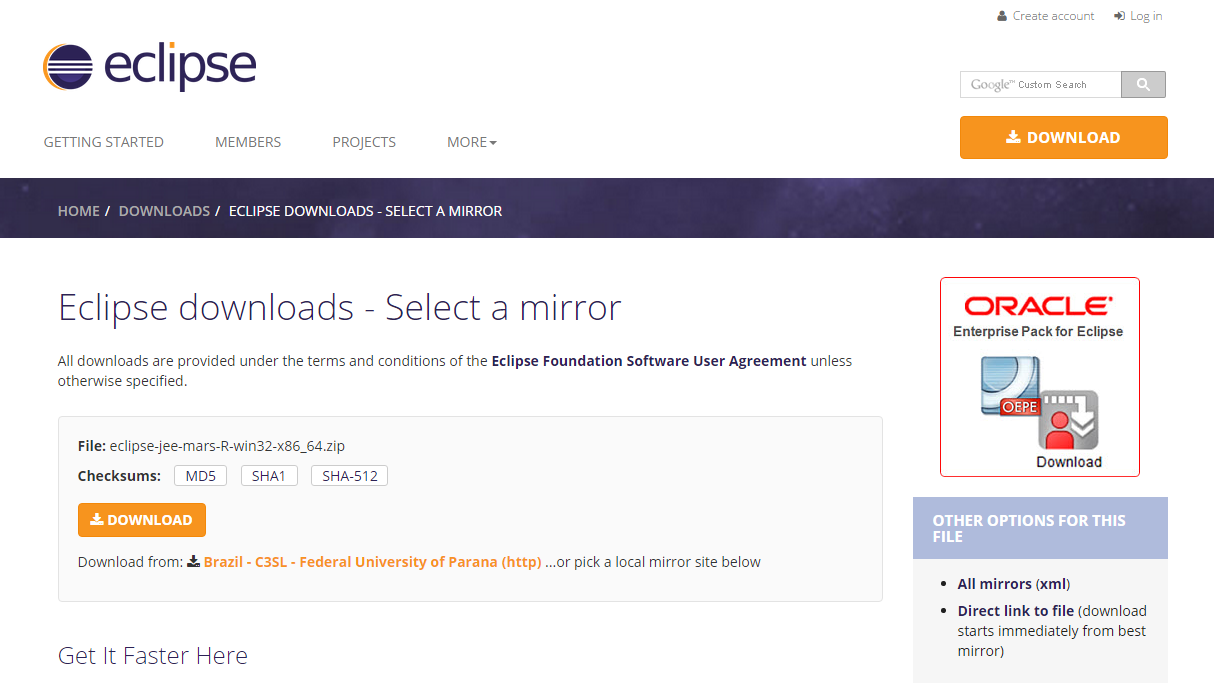 Create account Log in
eclipse
Google™ Custom Search
GETTING STARTED MEMBERS PROJECTS MORE
DOWNLOAD
HOME / DOWNLOADS / ECLIPSE DOWNLOADS - SELECT A MIRROR
Eclipse downloads - Select a mirror
All downloads are provided under the terms and conditions of the Eclipse Foundation Software User Agreement unless
otherwise specified.
File: eclipse-jee-mars-R-win32-x86_64.zip
Checksums: MD5 SHA1 SHA-512
DOWNLOAD
Download from: Brazil - C3SL - Federal University of Parana (http) ...or pick a local mirror site below
Get It Faster Here
ORACLE
Enterprise Pack for Eclipse
OEPE
Download
OTHER OPTIONS FOR THIS
FILE
• All mirrors (xml)
• Direct link to file (download
starts immediately from best
mirror)